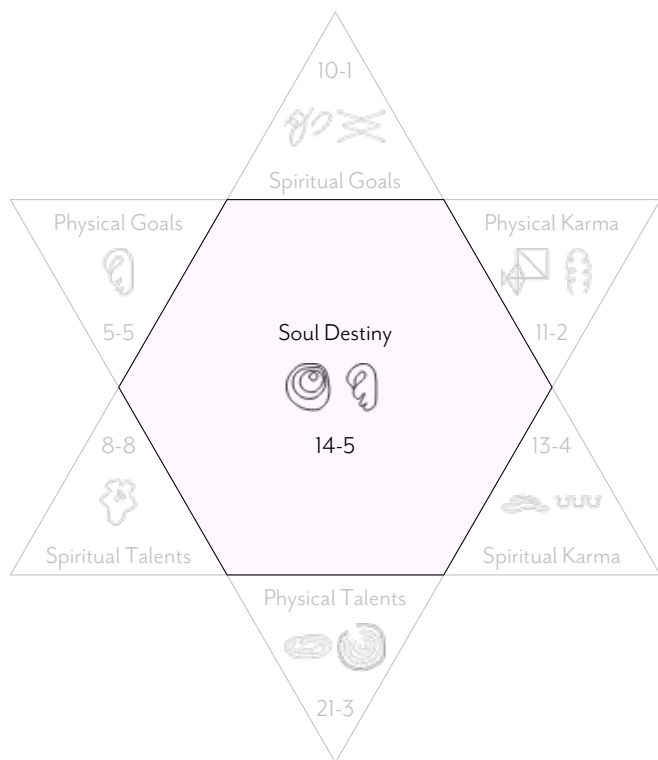 10-1
Spiritual Goals
Physical Goals
5-5
Physical Karma
11-2
Soul Destiny
14-5
8-8
Spiritual Talents
13-4
Spiritual Karma
Physical Talents
21-3